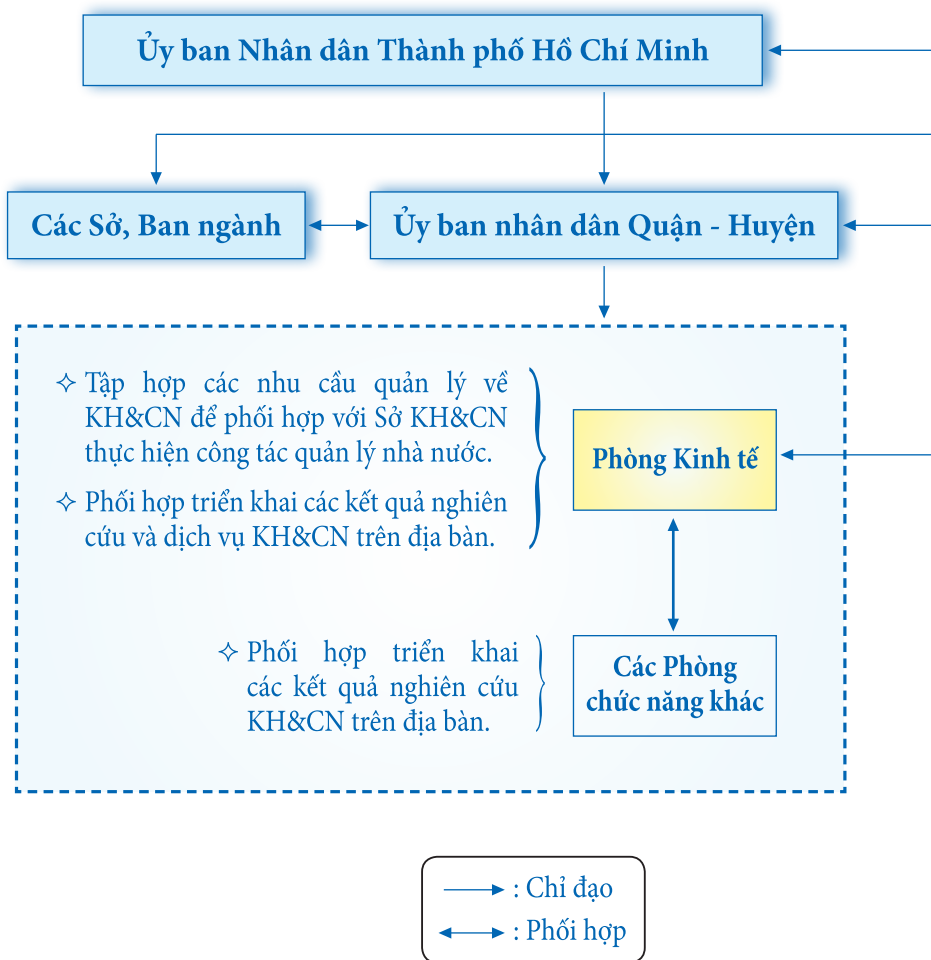 Ủy ban Nhân dân Thành phố Hồ Chí Minh
Các Sở, Ban ngành
Ủy ban nhân dân Quận - Huyện
✧ Tập hợp các nhu cầu quản lý về
KH&CN để phối hợp với Sở KH&CN
thực hiện công tác quản lý nhà nước.
✧ Phối hợp triển khai các kết quả nghiên
cứu và dịch vụ KH&CN trên địa bàn.
Phòng Kinh tế
✧ Phối hợp triển khai
các kết quả nghiên cứu
KH&CN trên địa bàn.
Các Phòng
chức năng khác
: Chỉ đạo
: Phối hợp